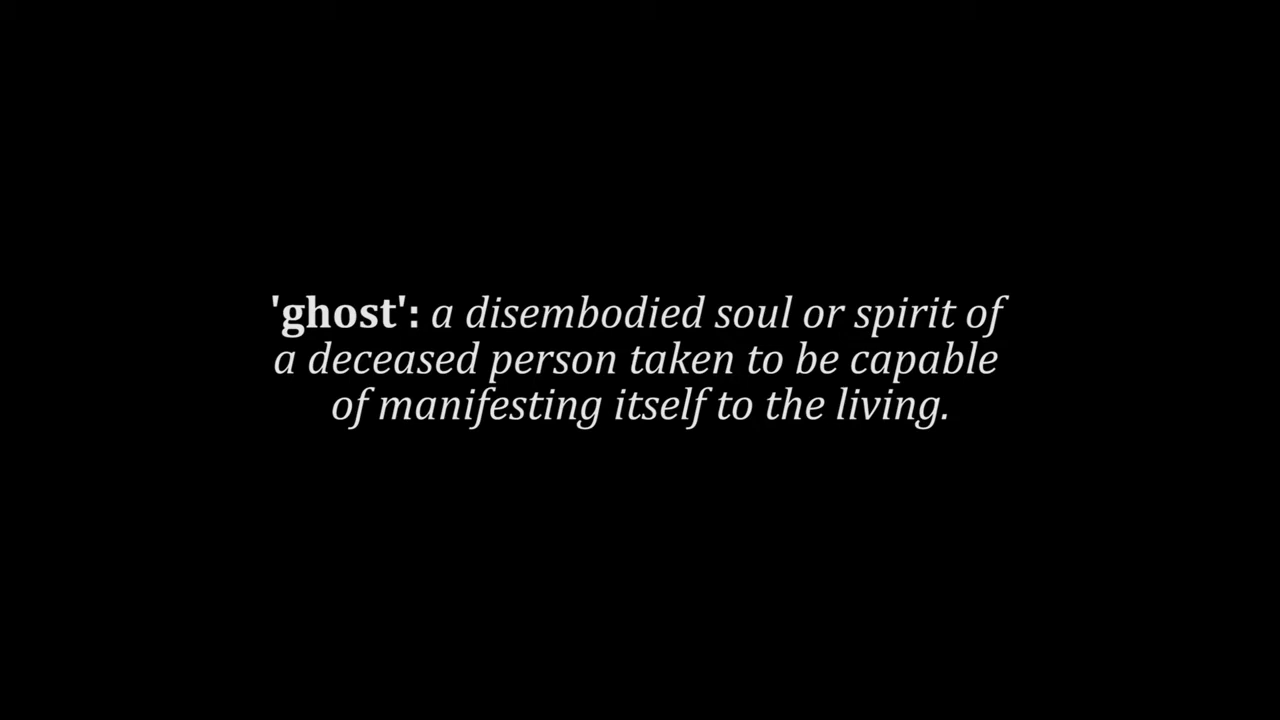 'ghost': a disembodied soul or spirit of
a deceased person taken to be capable
of manifesting itself to the living.